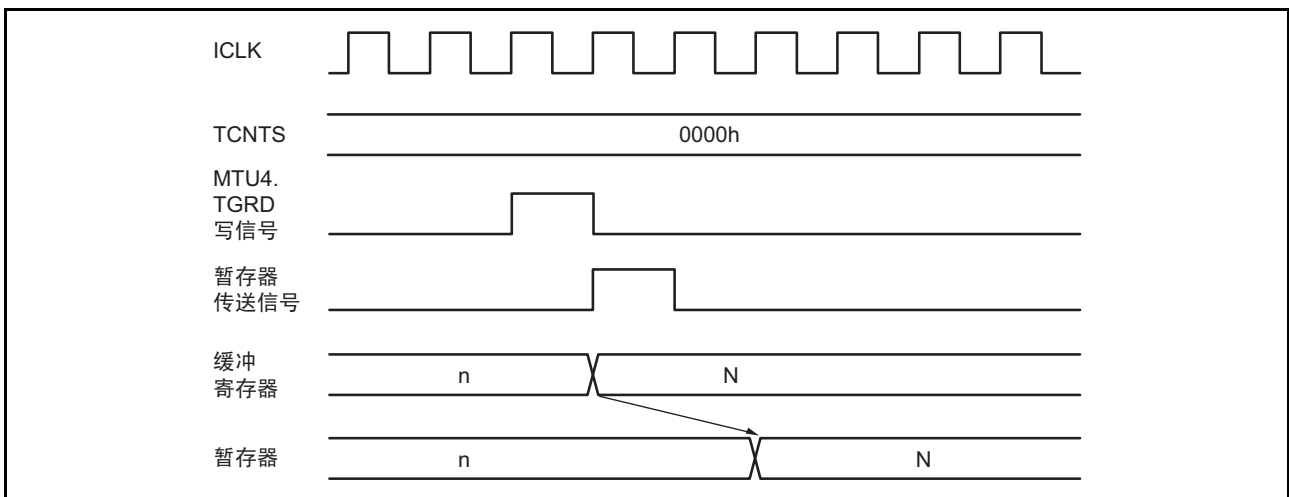 ICLK
TCNTS
0000h
MTU4.
TGRD
写信号
暂存器
传送信号
缓冲
寄存器
n
N
暂存器
n
N